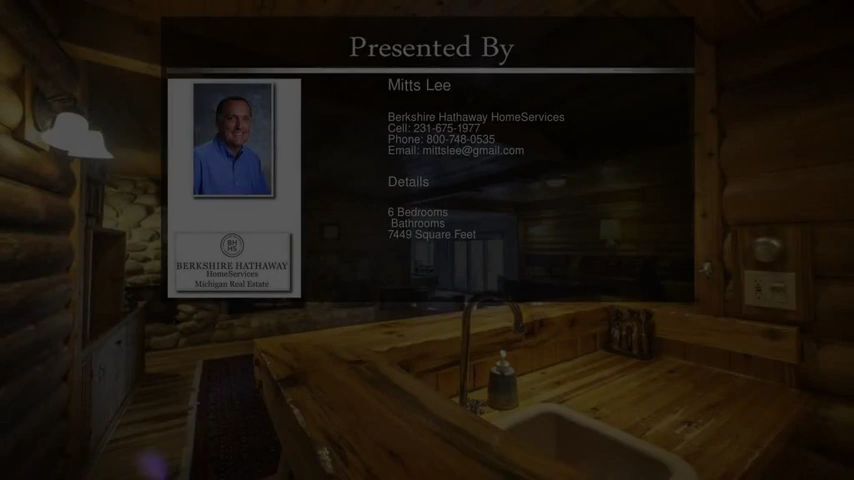 Presented By
Mitts Lee
Berkshire Hathaway HomeServices
Cell: 231-675-1977
Phone: 800-748-0535
Email: mittslee@gmail.com
Details
6 Bedrooms
Bathrooms
7449 Square Feet
BH
HS
BERKSHIRE HATHAWAY
HomeServices
Michigan Real Estate